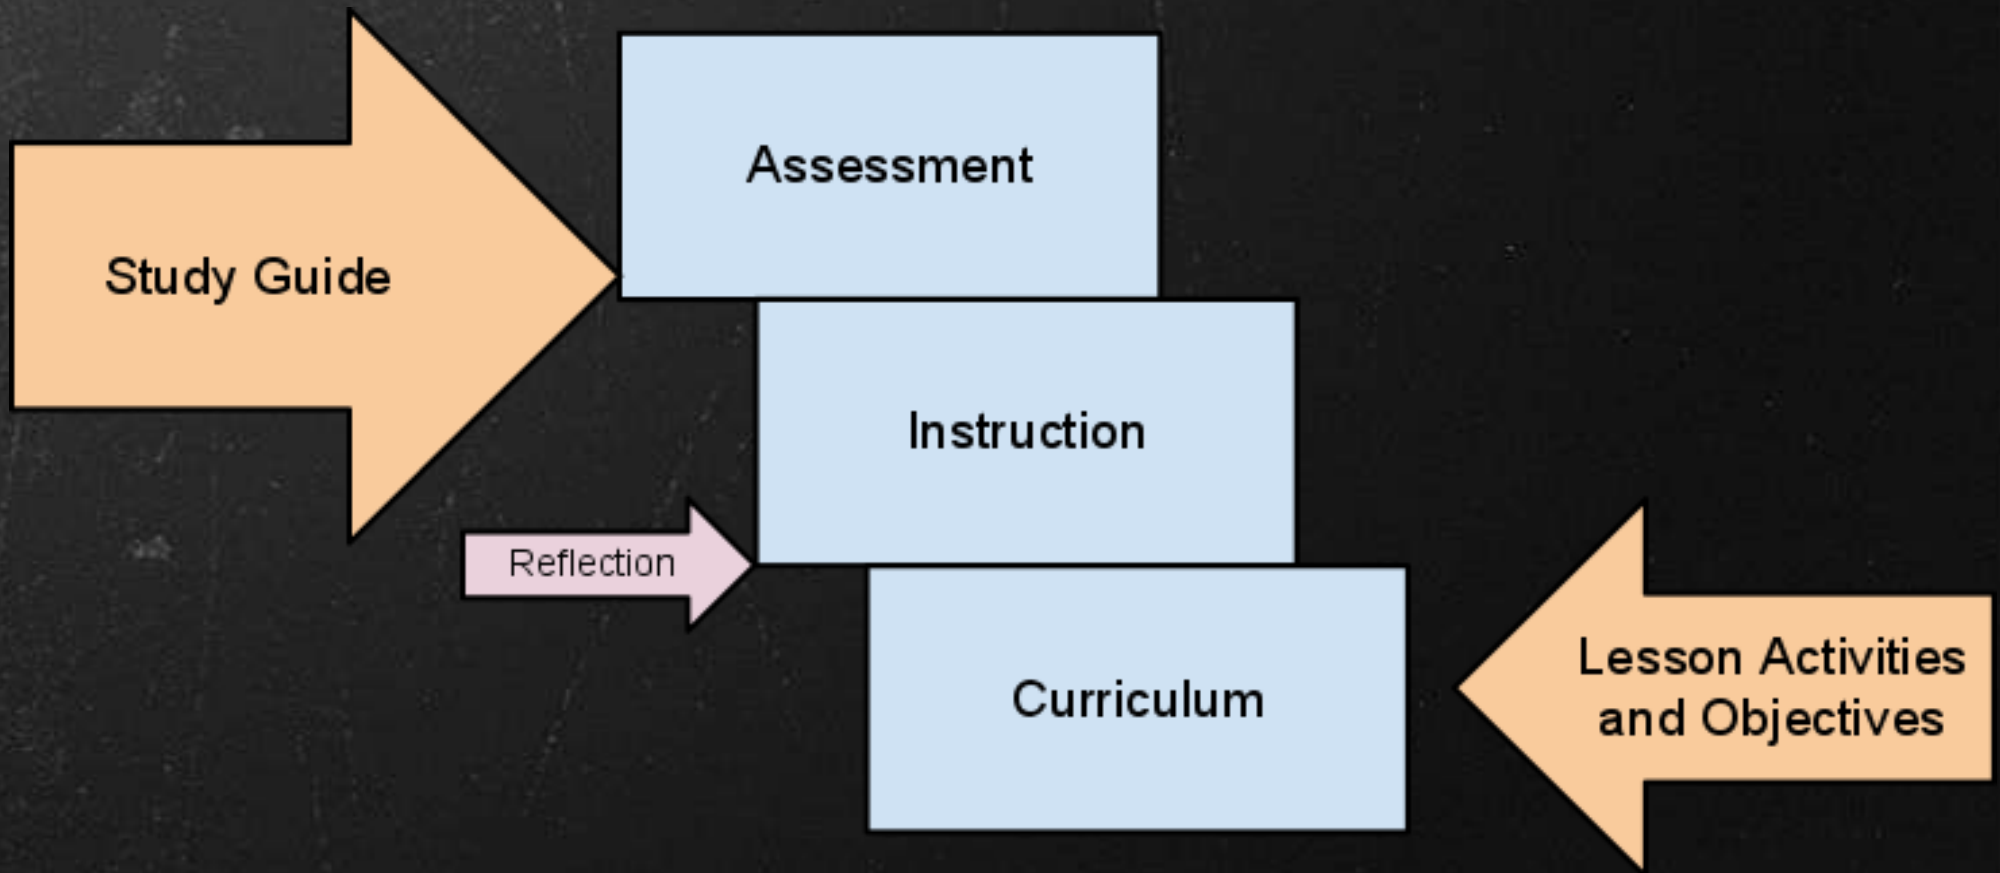 Assessment
Study Guide
Instruction
Reflection
Curriculum
Lesson Activities
and Objectives